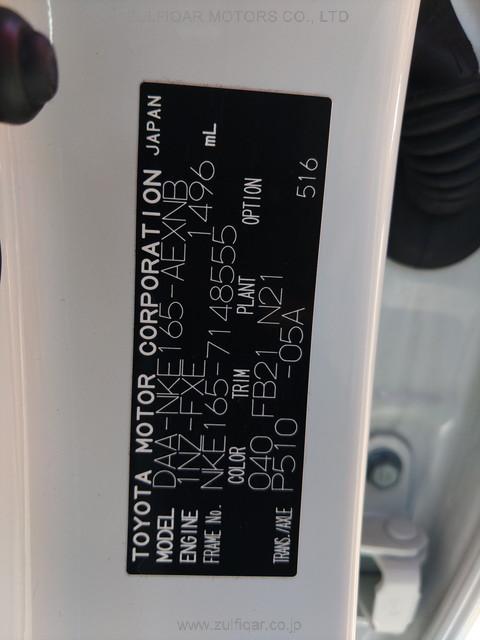 ZULFIQAR MOTORS CO., LTD
TOYOTA MOTOR CORPORATION JAPAN
MODEL DAA-NKE165-AEXNB
ENGINE 1NZ-FXE 1496 mL
FRAME No. NKE165-7148555
COLOR TRIM PLANT OPTION
040 FB21 N21
TRANS./AXLE P510 -05A 516
www.zulfiqar.co.jp